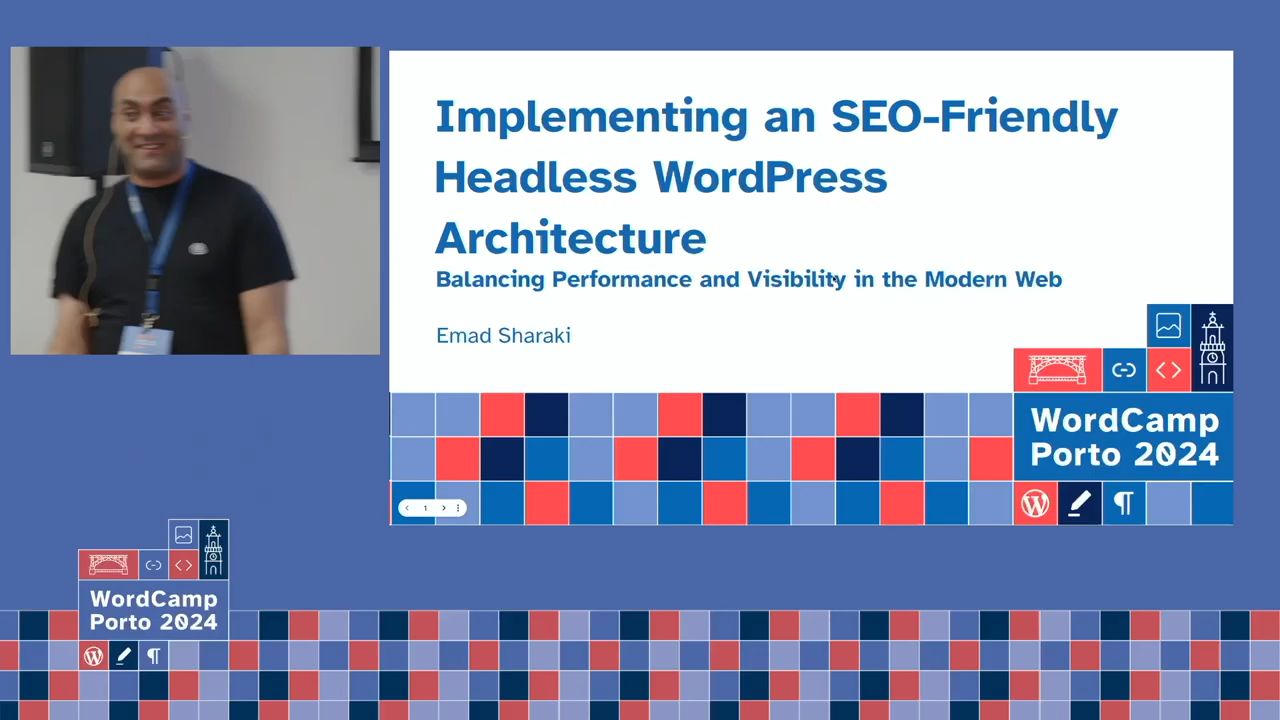 Implementing an SEO-Friendly
Headless WordPress
Architecture
Balancing Performance and Visibility in the Modern Web
Emad Sharaki
WordCamp
Porto 2024
1
WordCamp
Porto 2024